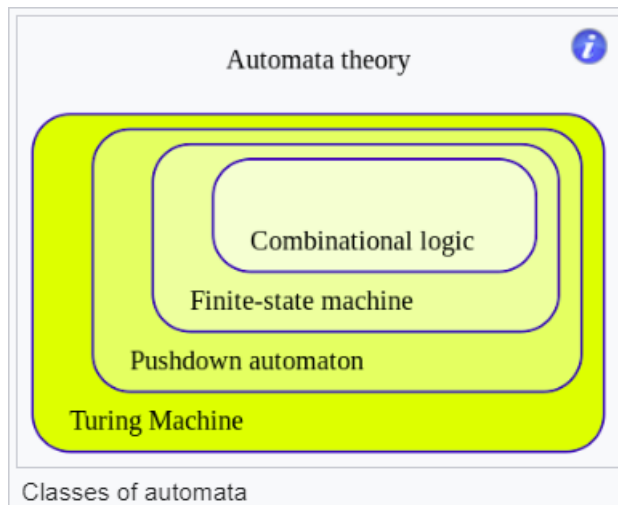 Automata theory
Combinational logic
Finite-state machine
Pushdown automaton
Turing Machine
Classes of automata